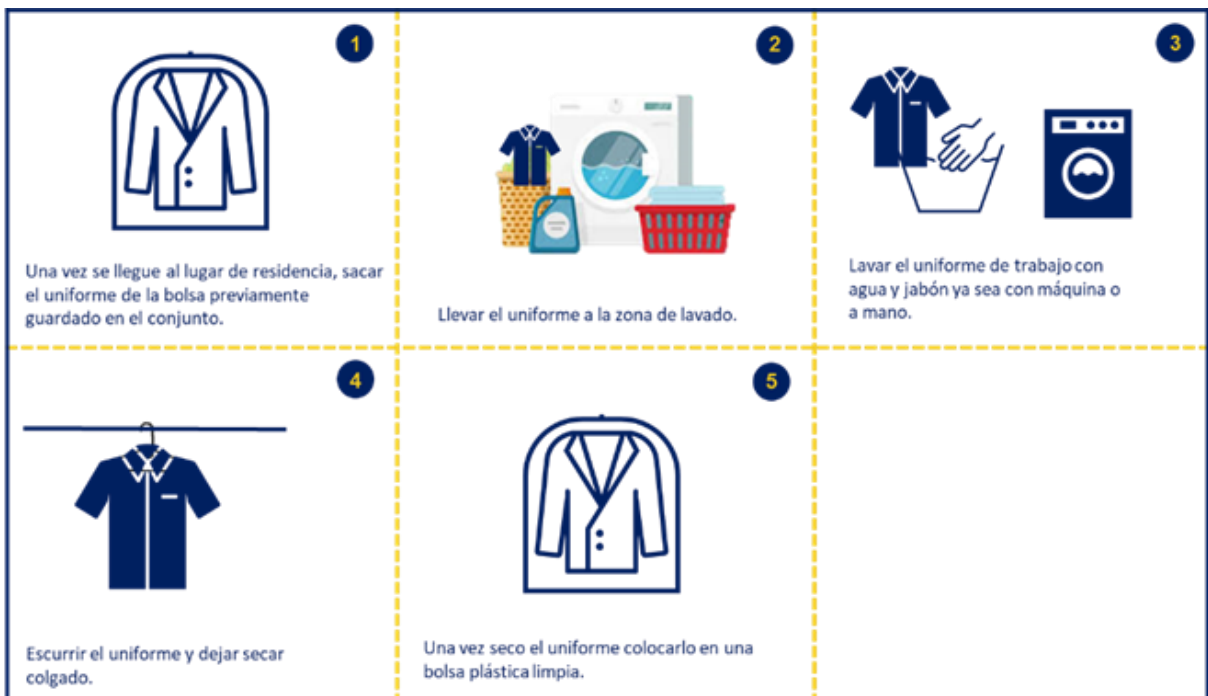 1
Una vez se llegue al lugar de residencia, sacar
el uniforme de la bolsa previamente
guardado en el conjunto.
2
Llevar el uniforme a la zona de lavado.
3
Lavar el uniforme de trabajo con
agua y jabón ya sea con máquina o
a mano.
4
Escurrir el uniforme y dejar secar
colgado.
5
Una vez seco el uniforme colocarlo en una
bolsa plástica limpia.